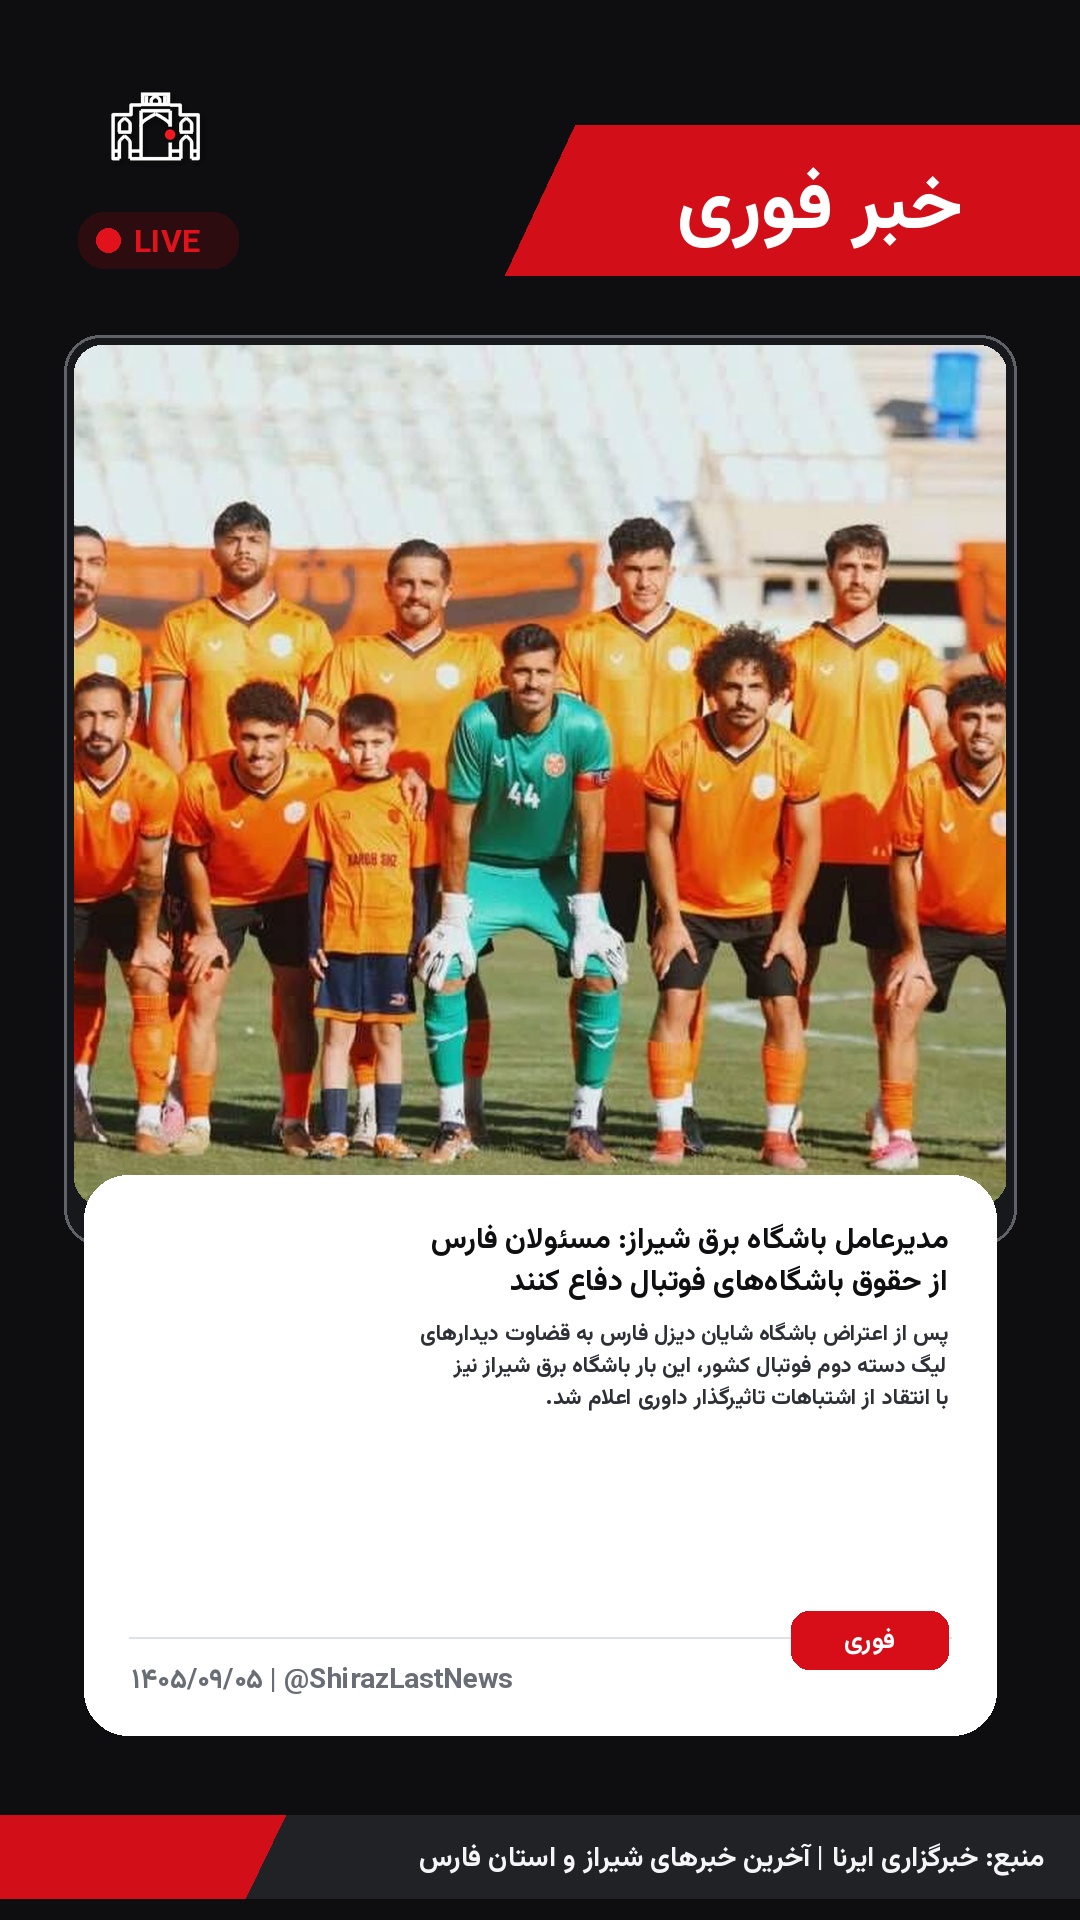 خبر فوری
LIVE
44
مدیرعامل باشگاه برق شیراز: مسئولان فارس
از حقوق باشگاه‌های فوتبال دفاع کنند
پس از اعتراض باشگاه شایان دیزل فارس به قضاوت دیدارهای
لیگ دسته دوم فوتبال کشور، این بار باشگاه برق شیراز نیز
با انتقاد از اشتباهات تاثیرگذار داوری اعلام شد.
فوری
۱۴۰۵/۰۹/۰۵ | @ShirazLastNews
منبع: خبرگزاری ایرنا | آخرین خبرهای شیراز و استان فارس